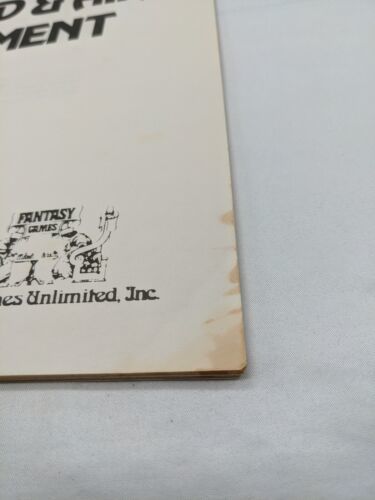 D & 
MENT
FANTASY
GAMES
es Unlimited, Inc.